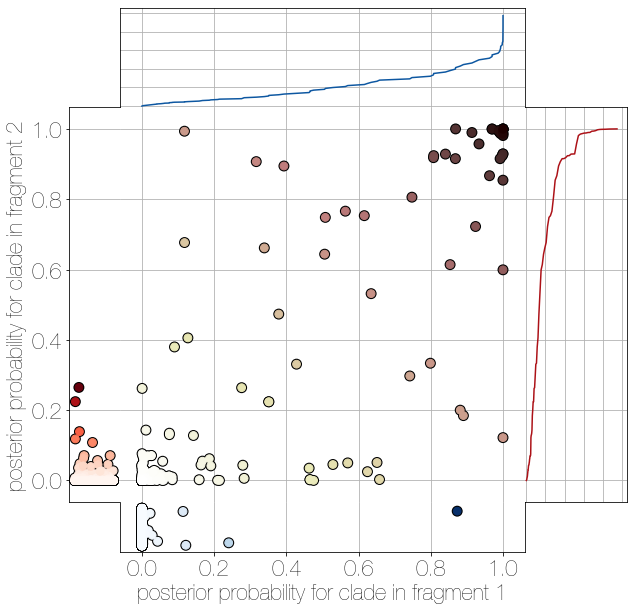 posterior probability for clade in fragment 2
1.0
0.8
0.6
0.4
0.2
0.0
0.0 0.2 0.4 0.6 0.8 1.0
posterior probability for clade in fragment 1